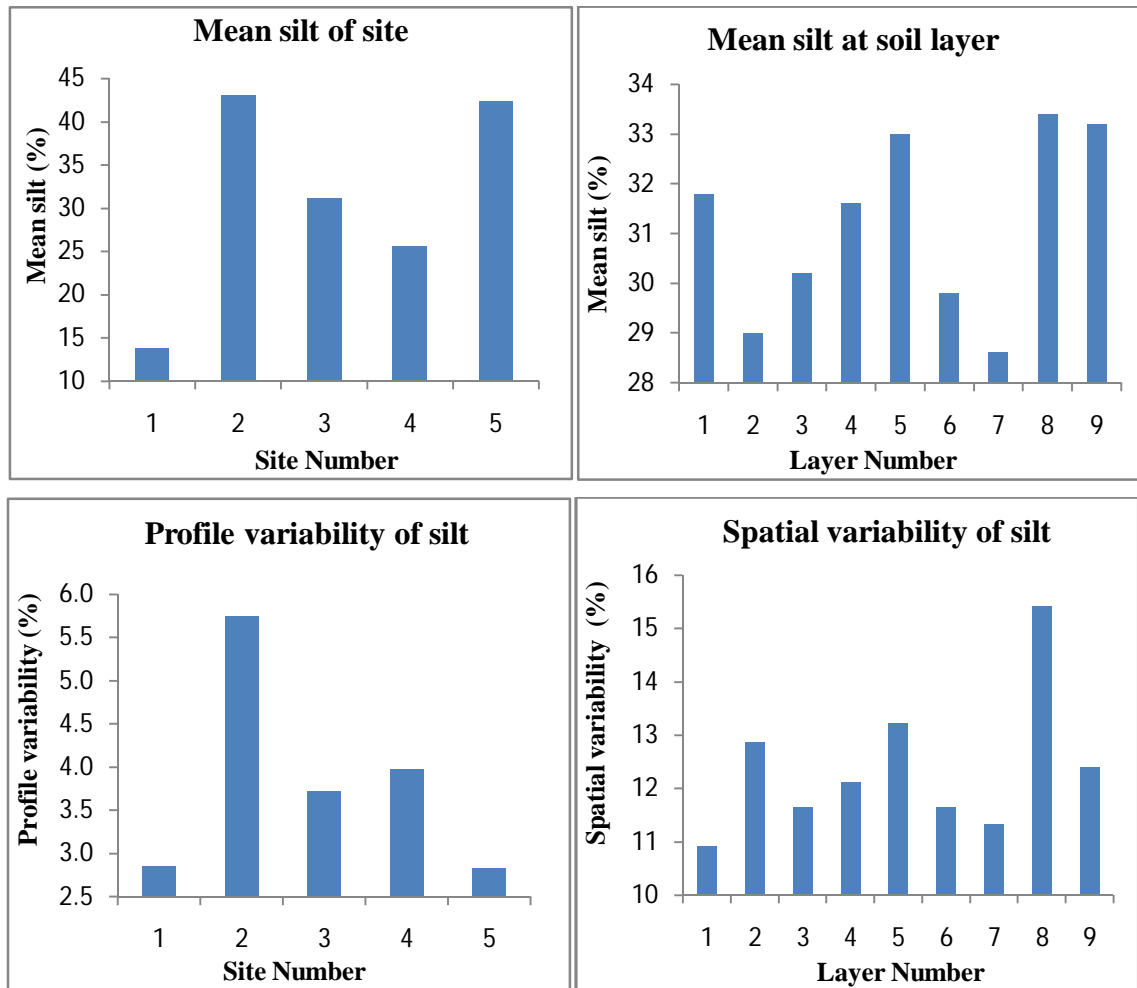 Mean silt of site
Mean silt (%)
45
40
35
30
25
20
15
10
1 2 3 4 5
Site Number
Mean silt at soil layer
Mean silt (%)
34
33
32
31
30
29
28
1 2 3 4 5 6 7 8 9
Layer Number
Profile variability of silt
Profile variability (%)
6.0
5.5
5.0
4.5
4.0
3.5
3.0
2.5
1 2 3 4 5
Site Number
Spatial variability of silt
Spatial variability (%)
16
15
14
13
12
11
10
1 2 3 4 5 6 7 8 9
Layer Number